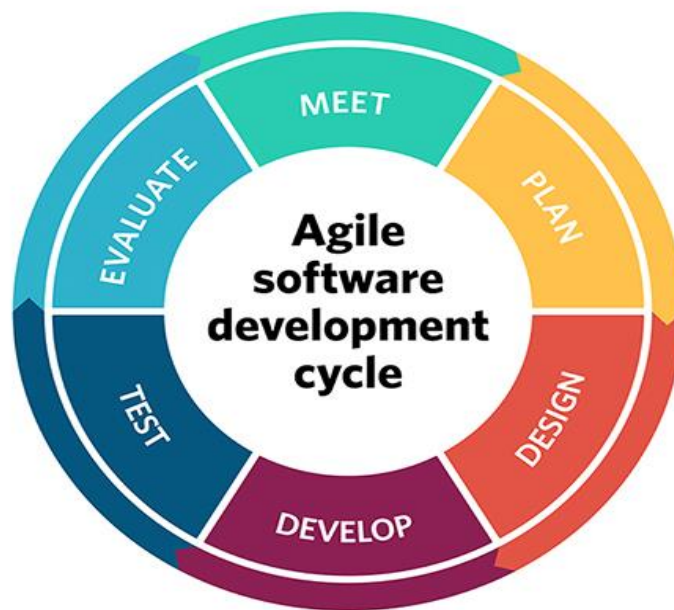 Agile
software
development
cycle
MEET
PLAN
DESIGN
DEVELOP
TEST
EVALUATE